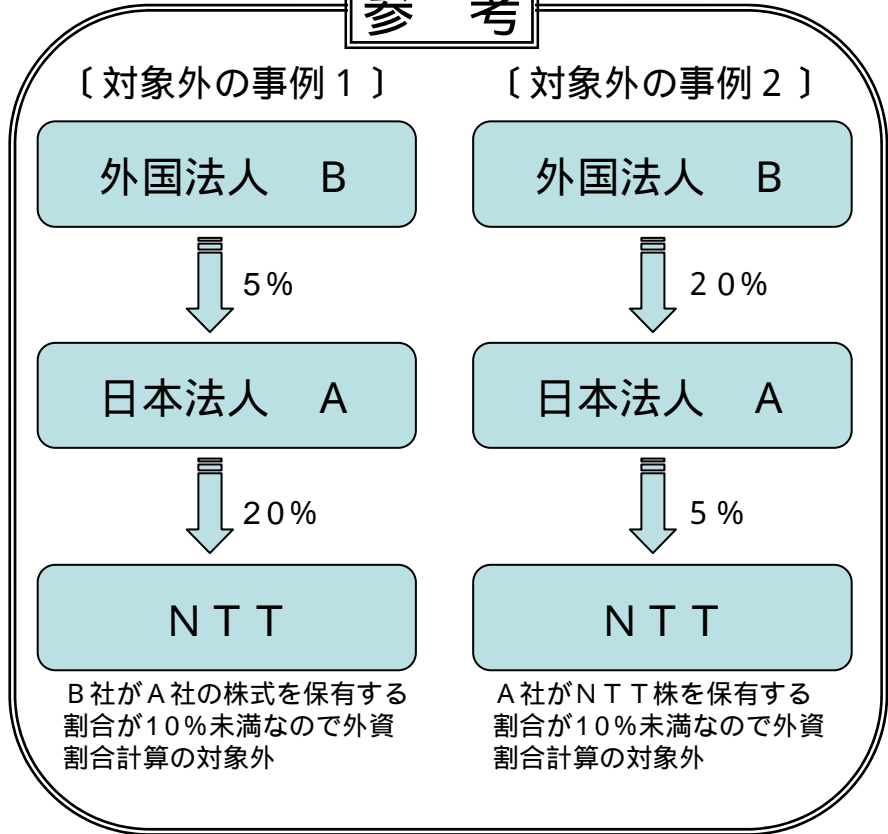 参 考
〔対象外の事例1〕
外国法人 B
5%
日本法人 A
20%
NTT
B社がA社の株式を保有する
割合が10%未満なので外資
割合計算の対象外
〔対象外の事例2〕
外国法人 B
20%
日本法人 A
5%
NTT
A社がNTT株を保有する
割合が10%未満なので外資
割合計算の対象外